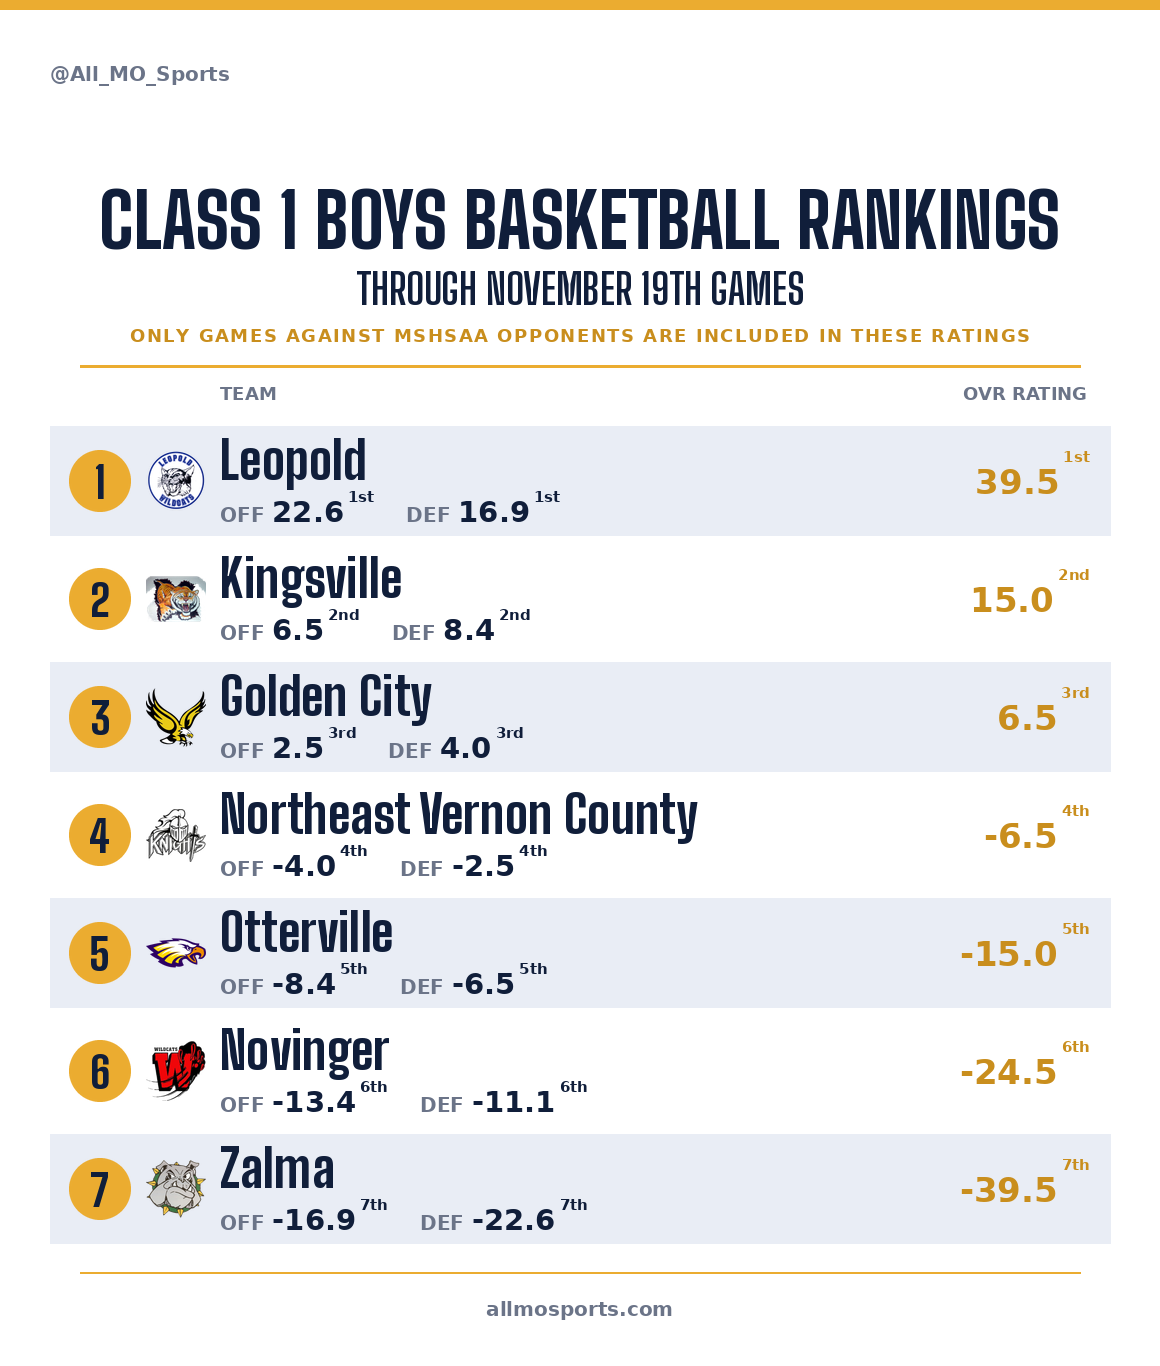 @All_MO_Sports
CLASS 1 BOYS BASKETBALL RANKINGS
THROUGH NOVEMBER 19TH GAMES
ONLY GAMES AGAINST MSHSAA OPPONENTS ARE INCLUDED IN THESE RATINGS
TEAM OVR RATING
1 LEOPOLD WILDCATS Leopold 39.5 1st
OFF 22.6 1st DEF 16.9 1st
2 Kingsville 15.0 2nd
OFF 6.5 2nd DEF 8.4 2nd
3 Golden City 6.5 3rd
OFF 2.5 3rd DEF 4.0 3rd
4 KNIGHTS Northeast Vernon County -6.5 4th
OFF -4.0 4th DEF -2.5 4th
5 Otterville -15.0 5th
OFF -8.4 5th DEF -6.5 5th
6 WILDCATS W Novinger -24.5 6th
OFF -13.4 6th DEF -11.1 6th
7 Zalma -39.5 7th
OFF -16.9 7th DEF -22.6 7th
allmosports.com